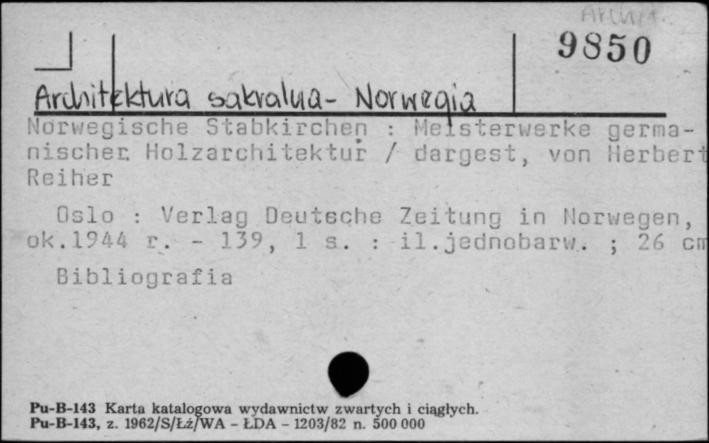 Archit.
9850
Architektura sakralna - Norwegia
Norwegische Stabkirchen : Meisterwerke germa-
nischer Holzarchitektur / dargest, von Herbert
Reiher
Oslo : Verlag Deutsche Zeitung in Norwegen,
ok.1944 r. - 139, 1 s. : il.jednobarw. ; 26 cm
Bibliografia
Pu-B-143 Karta katalogowa wydawnictw zwartych i ciągłych.
Pu-B-143, z. 1962/S/Łź/WA - ŁDA - 1203/82 n. 500 000